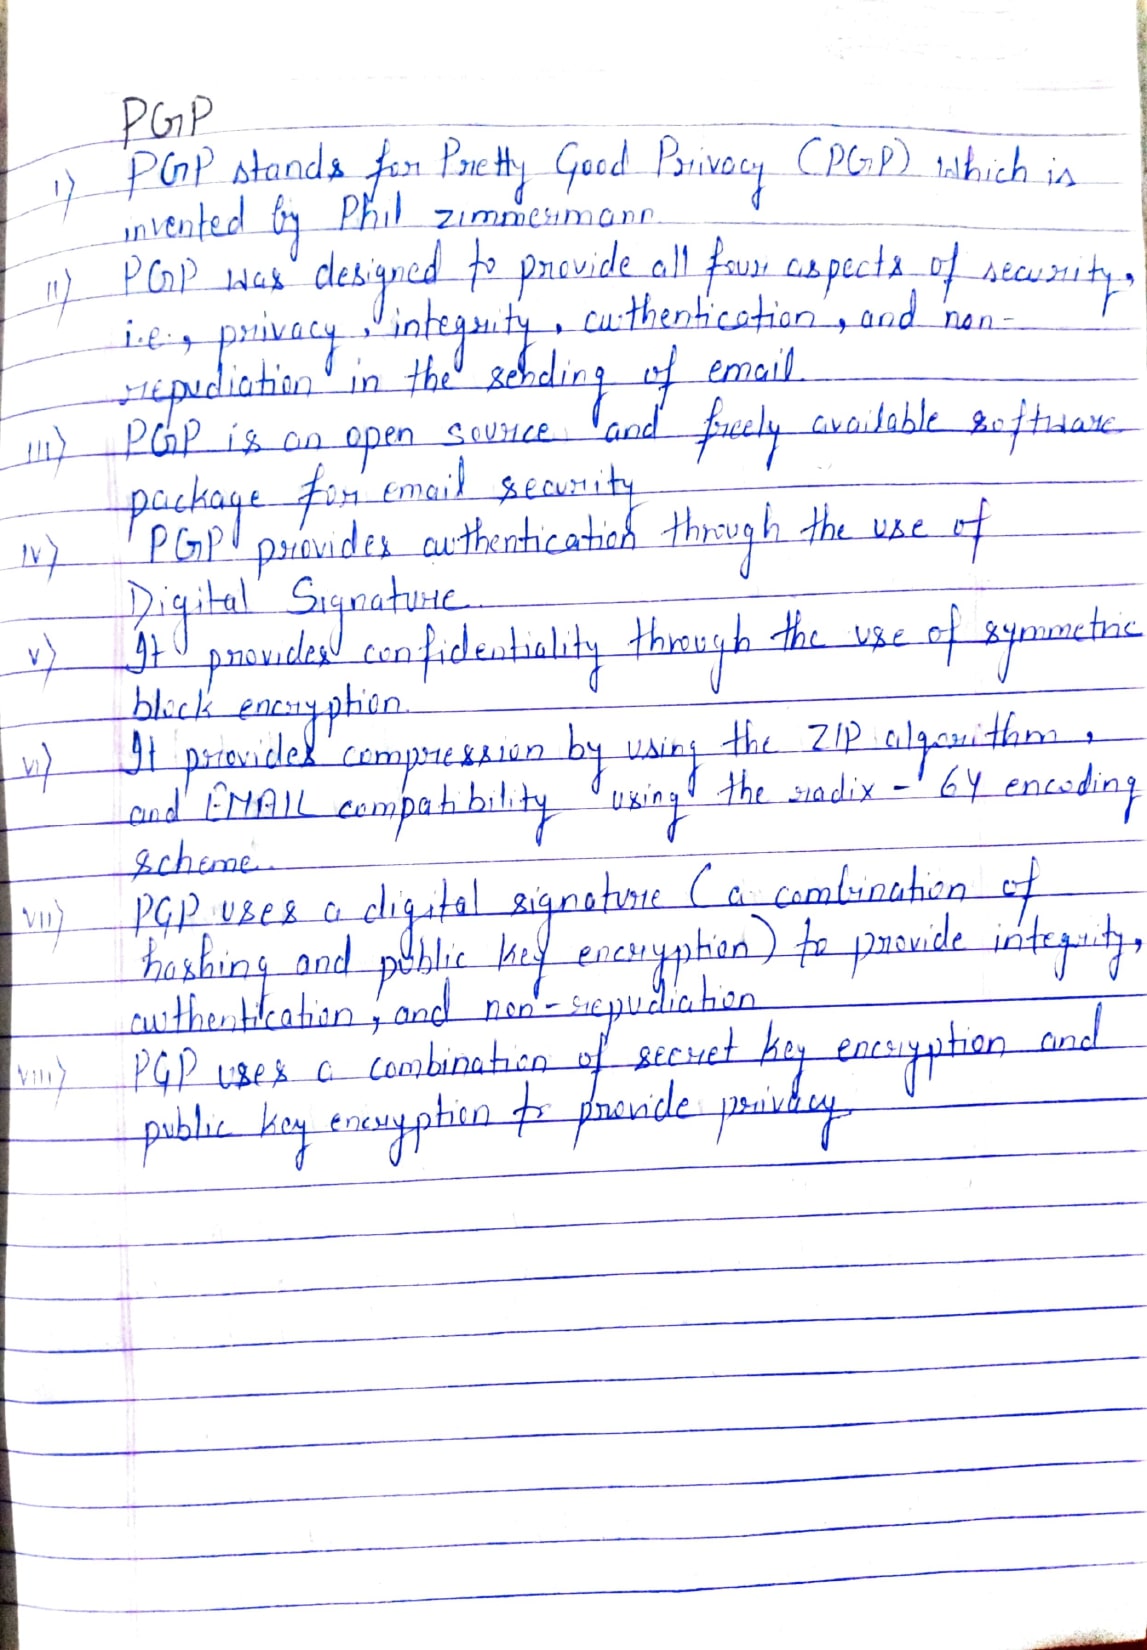 PGP
i) PGP stands for Pretty Good Privacy (PGP) which is
invented by Phil zimmermann.
ii) PGP was designed to provide all four aspects of security,
i.e., privacy, integrity, authentication, and non-
repudiation in the sending of email.
iii) PGP is an open source and freely available software
package for email security
iv) PGP provides authentication through the use of
Digital Signature.
v) It provides confidentiality through the use of symmetric
block encryption.
vi) It provides compression by using the ZIP algorithm,
and EMAIL compatibility using the radix - 64 encoding
scheme.
vii) PGP uses a digital signature (a combination of
hashing and public key encryption) to provide integrity,
authentication, and non-repudiation
viii) PGP uses a combination of secret key encryption and
public key encryption to provide privacy.